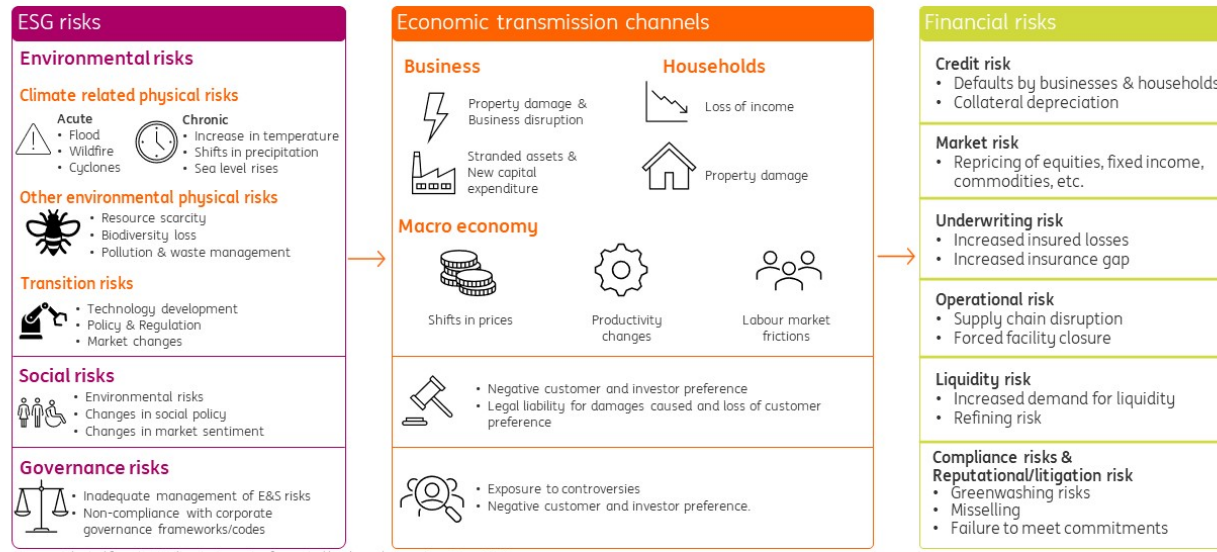 ESG risks
Environmental risks
Climate related physical risks
Acute
• Flood
• Wildfire
• Cyclones
Chronic
• Increase in temperature
• Shifts in precipitation
• Sea level rises
Other environmental physical risks
• Resource scarcity
• Biodiversity loss
• Pollution & waste management
Transition risks
• Technology development
• Policy & Regulation
• Market changes
Social risks
• Environmental risks
• Changes in social policy
• Changes in market sentiment
Governance risks
• Inadequate management of E&S risks
• Non-compliance with corporate
governance frameworks/codes
Economic transmission channels
Business
Property damage &
Business disruption
Stranded assets &
New capital
expenditure
Households
Loss of income
Property damage
Macro economy
Shifts in prices
Productivity
changes
Labour market
frictions
• Negative customer and investor preference
• Legal liability for damages caused and loss of customer
preference
• Exposure to controversies
• Negative customer and investor preference.
Financial risks
Credit risk
• Defaults by businesses & households
• Collateral depreciation
Market risk
• Repricing of equities, fixed income,
commodities, etc.
Underwriting risk
• Increased insured losses
• Increased insurance gap
Operational risk
• Supply chain disruption
• Forced facility closure
Liquidity risk
• Increased demand for liquidity
• Refining risk
Compliance risks &
Reputational/litigation risk
• Greenwashing risks
• Misselling
• Failure to meet commitments